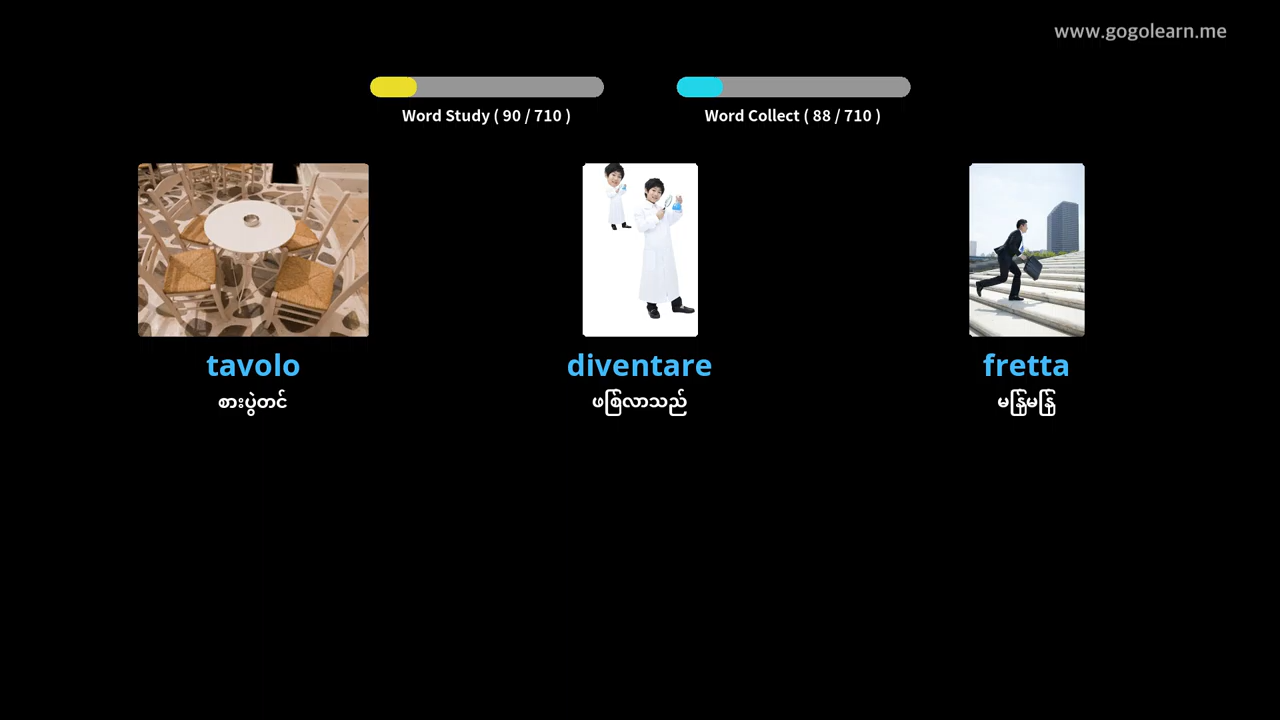 www.gogolearn.me
Word Study ( 90 / 710 )
Word Collect ( 88 / 710 )
tavolo
diventare
fretta
စားပွဲတင်
ဖစ်လြာသည်
မန်မြန်မြ